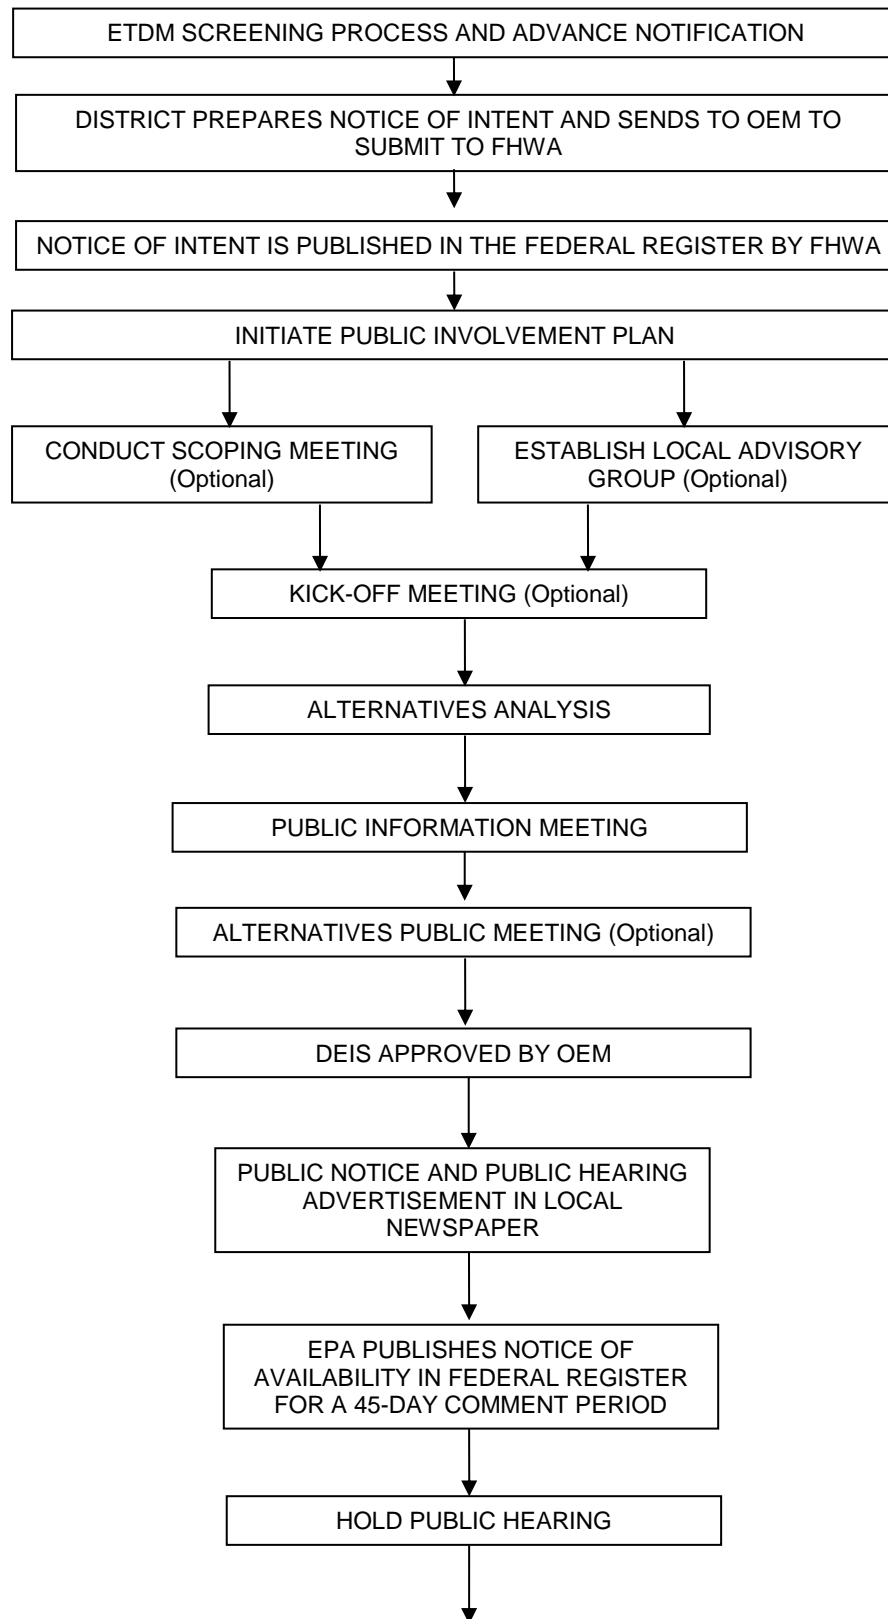 ETDM SCREENING PROCESS AND ADVANCE NOTIFICATION
DISTRICT PREPARES NOTICE OF INTENT AND SENDS TO OEM TO
SUBMIT TO FHWA
NOTICE OF INTENT IS PUBLISHED IN THE FEDERAL REGISTER BY FHWA
INITIATE PUBLIC INVOLVEMENT PLAN
CONDUCT SCOPING MEETING
(Optional)
ESTABLISH LOCAL ADVISORY
GROUP (Optional)
KICK-OFF MEETING (Optional)
ALTERNATIVES ANALYSIS
PUBLIC INFORMATION MEETING
ALTERNATIVES PUBLIC MEETING (Optional)
DEIS APPROVED BY OEM
PUBLIC NOTICE AND PUBLIC HEARING
ADVERTISEMENT IN LOCAL
NEWSPAPER
EPA PUBLISHES NOTICE OF
AVAILABILITY IN FEDERAL REGISTER
FOR A 45-DAY COMMENT PERIOD
HOLD PUBLIC HEARING